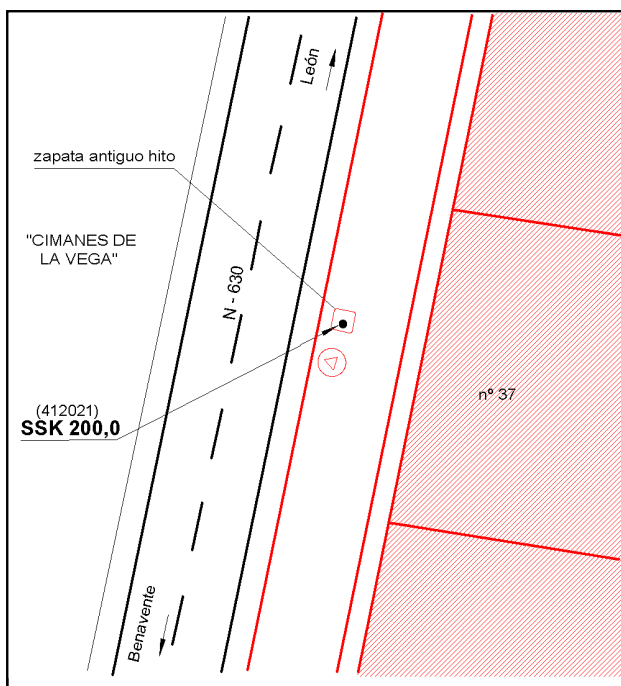 León
zapata antiguo hito
"CIMANES DE
LA VEGA"
N - 630
nº 37
(412021)
SSK 200,0
Benavente